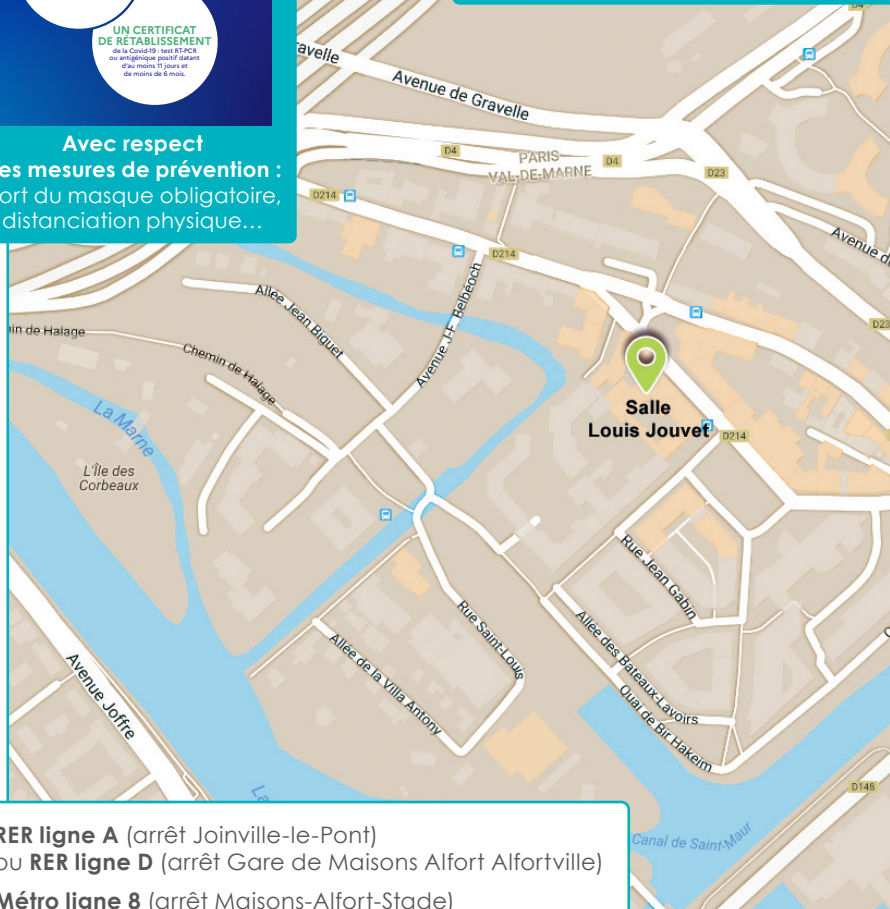 UN CERTIFICAT
DE RÉTABLISSEMENT
de la Covid-19 : test RT-PCR
ou antigénique positif datant
d'au moins 11 jours et
de moins de 6 mois.
Avec respect
es mesures de prévention :
ort du masque obligatoire,
distanciation physique...
D4
avelle
Avenue de Gravelle
D4
PARIS
VAL-DE-MARNE
D4
D23
D214
Avenue d
D214
Allée Jean Biguet
Avenue J.F. Belbéoch
D23
in de Halage
Chemin de Halage
Salle
Louis Jouvet
D214
La Marne
L'Île des
Corbeaux
Rue Jean Gabin
Rue Saint-Louis
Allée des Bateaux-Lavoirs
Allée de la Villa Antony
Quai de Bir Hakeim
Avenue Joffre
La
D148
Canal de Saint-Maur
RER ligne A (arrêt Joinville-le-Pont)
ou RER ligne D (arrêt Gare de Maisons Alfort Alfortville)
Métro ligne 8 (arrêt Maisons-Alfort-Stade)